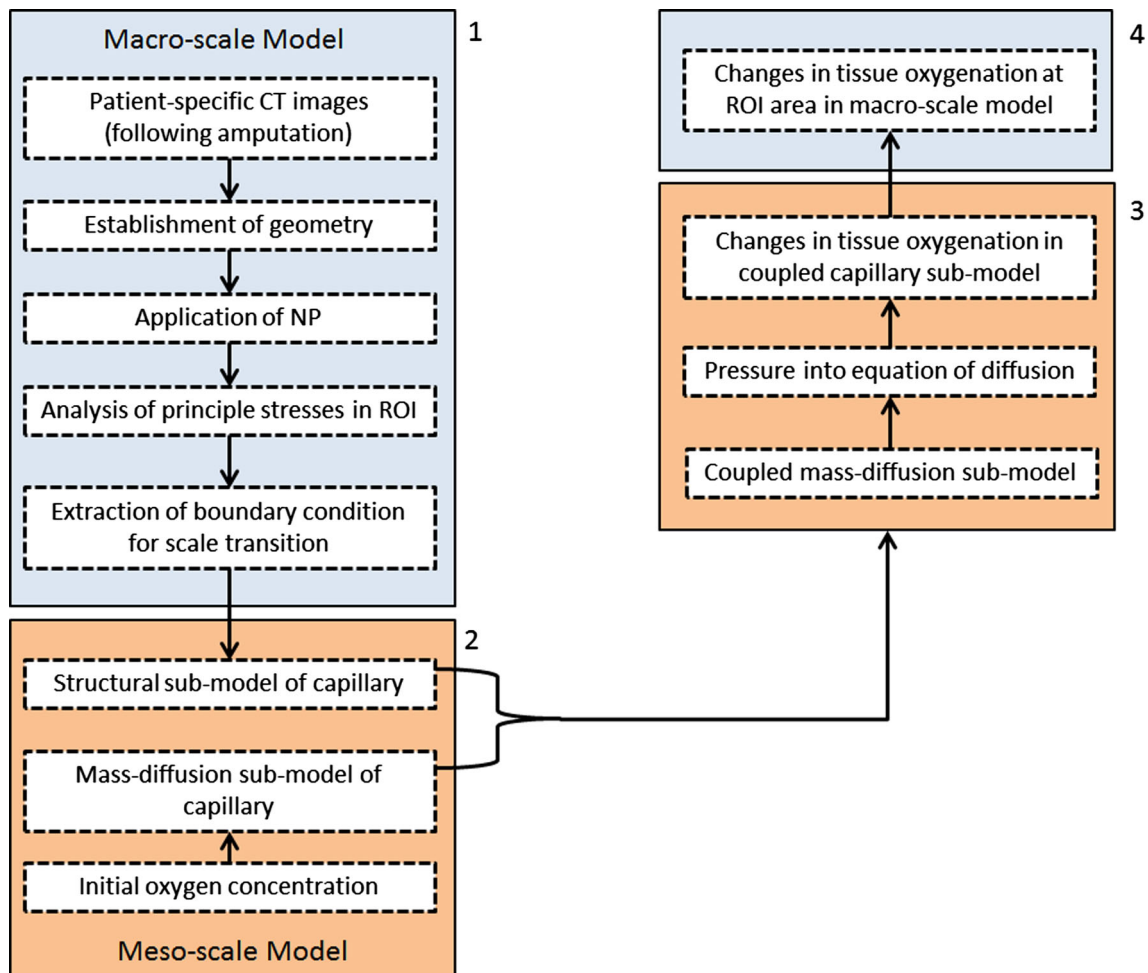 Macro-scale Model
1
Patient-specific CT images
(following amputation)
Establishment of geometry
Application of NP
Analysis of principle stresses in ROI
Extraction of boundary condition
for scale transition
2
Structural sub-model of capillary
Mass-diffusion sub-model of
capillary
Initial oxygen concentration
Meso-scale Model
3
Changes in tissue oxygenation in
coupled capillary sub-model
Pressure into equation of diffusion
Coupled mass-diffusion sub-model
4
Changes in tissue oxygenation at
ROI area in macro-scale model